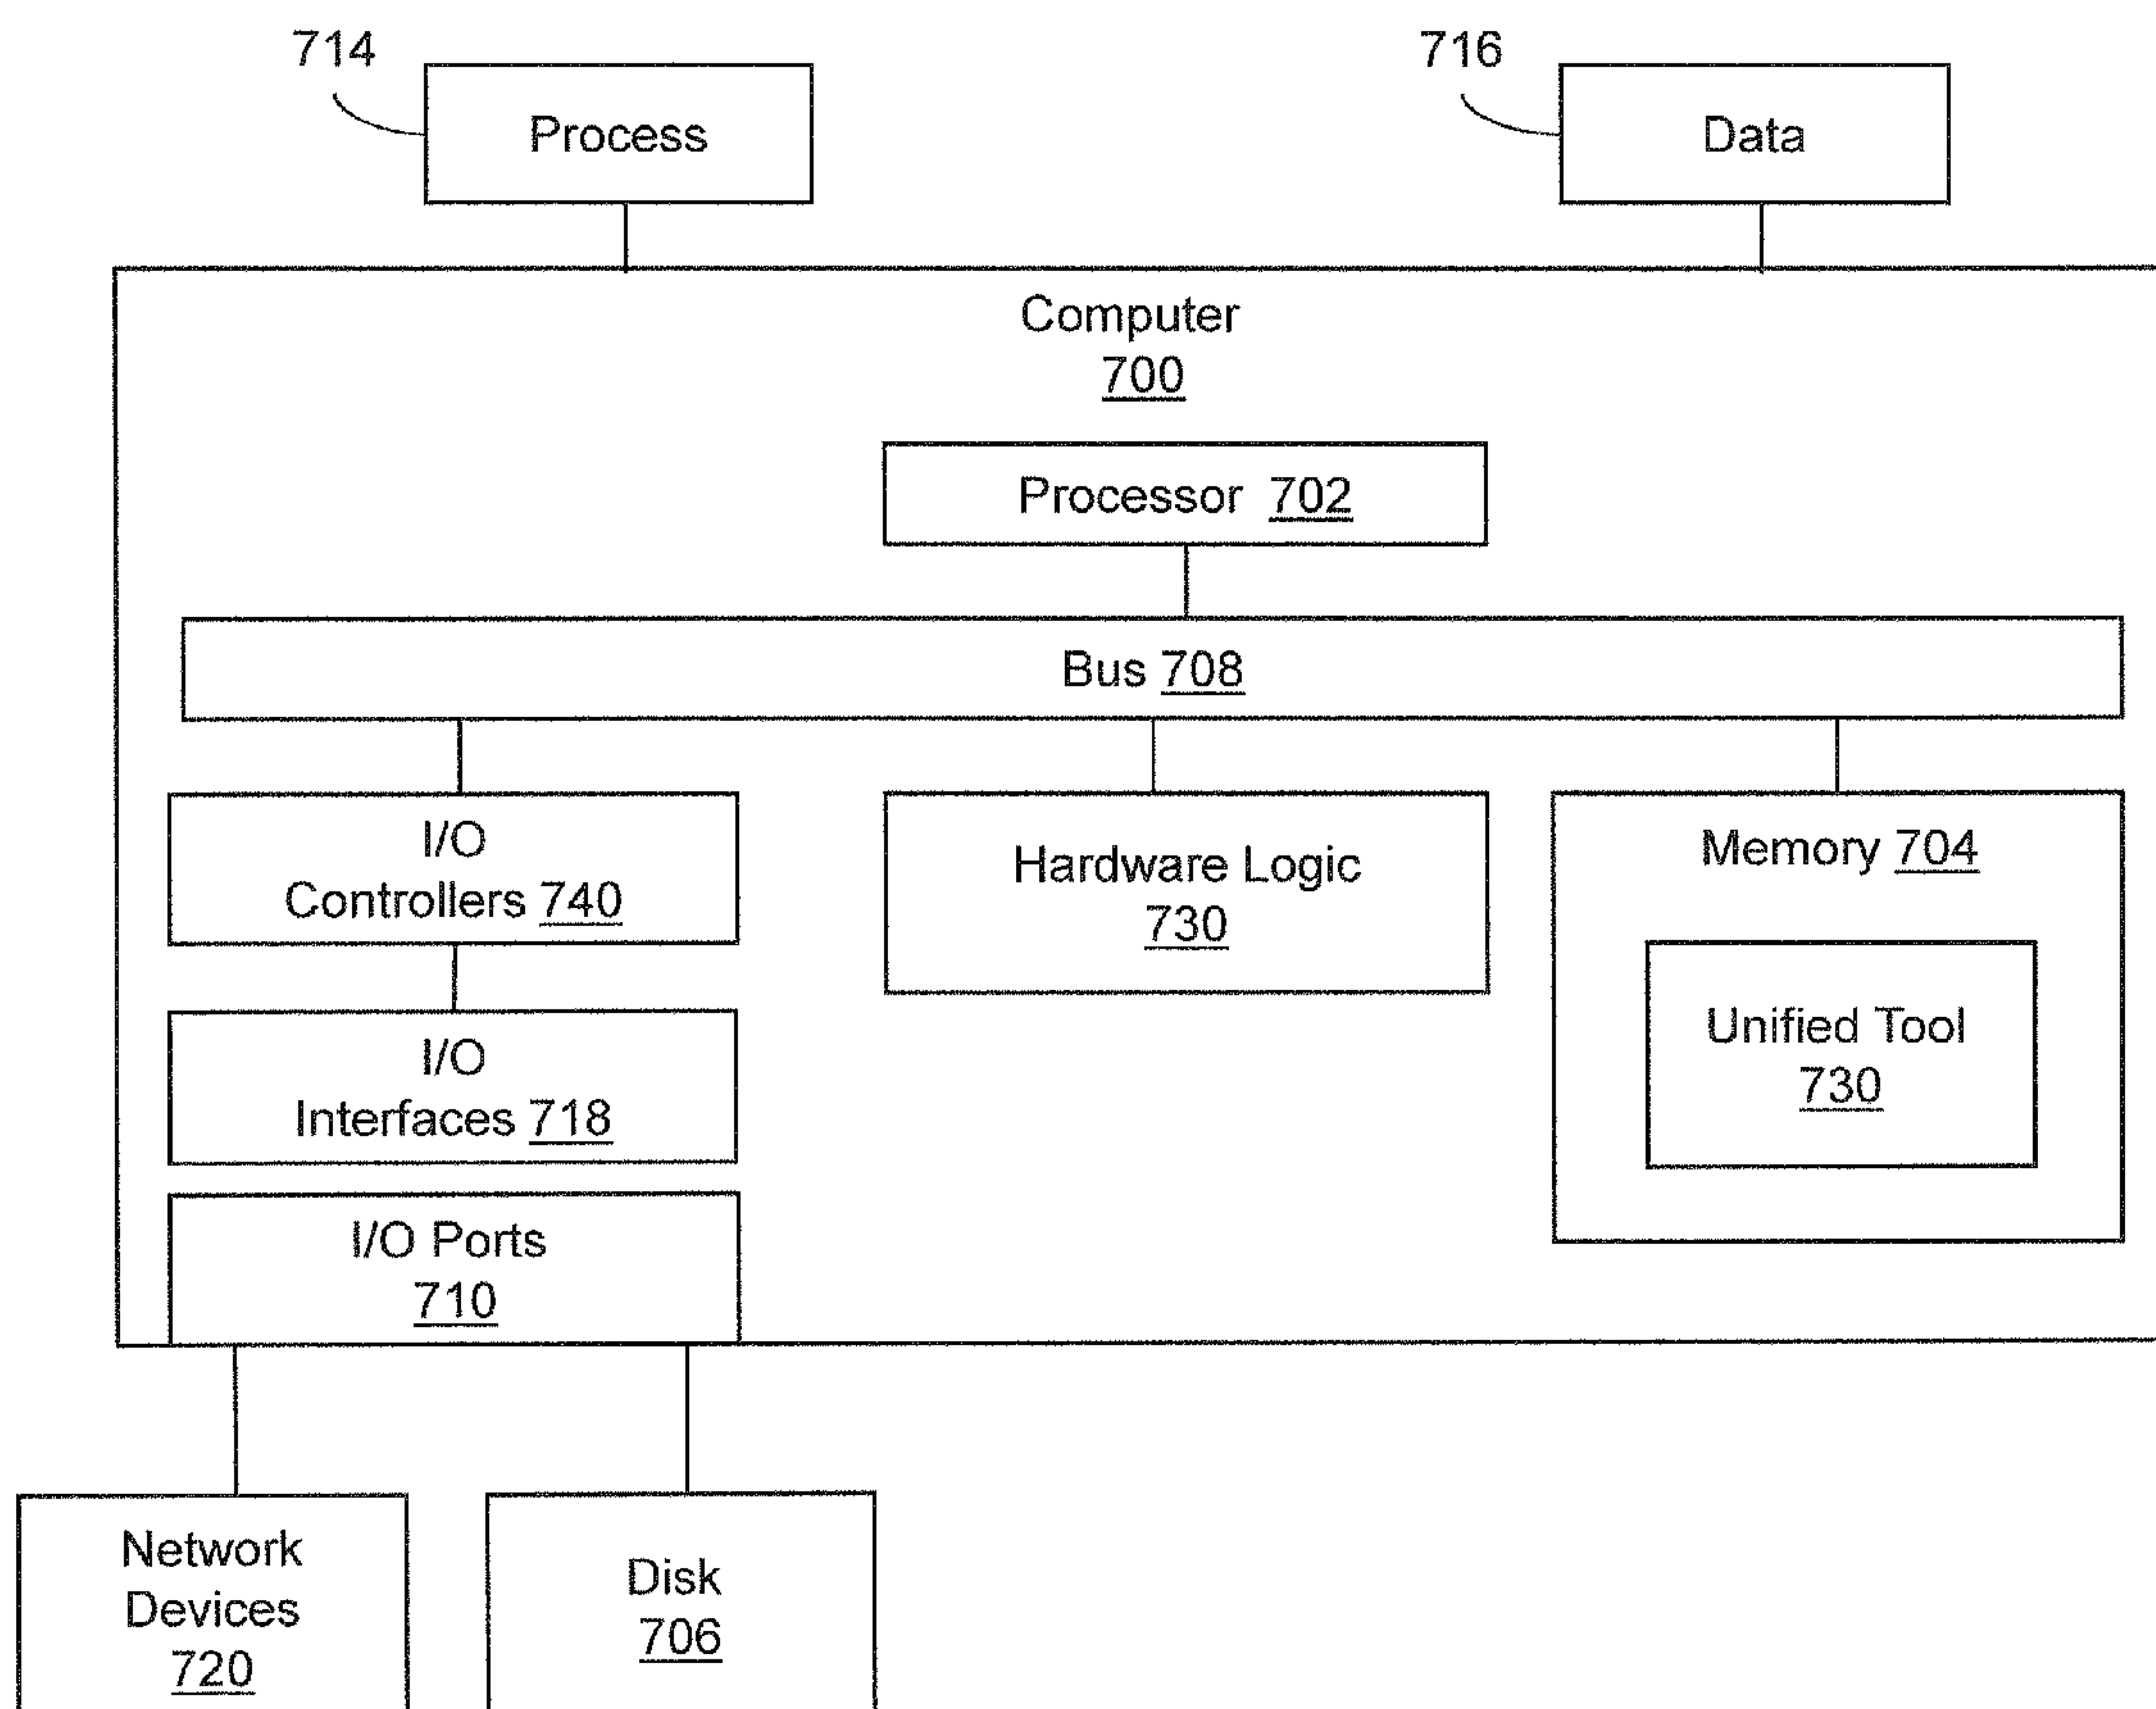 714
Process
716
Data
Computer
700
Processor 702
Bus 708
I/O
Controllers 740
Hardware Logic
730
Memory 704
Unified Tool
730
I/O
Interfaces 718
I/O Ports
710
Network
Devices
720
Disk
706